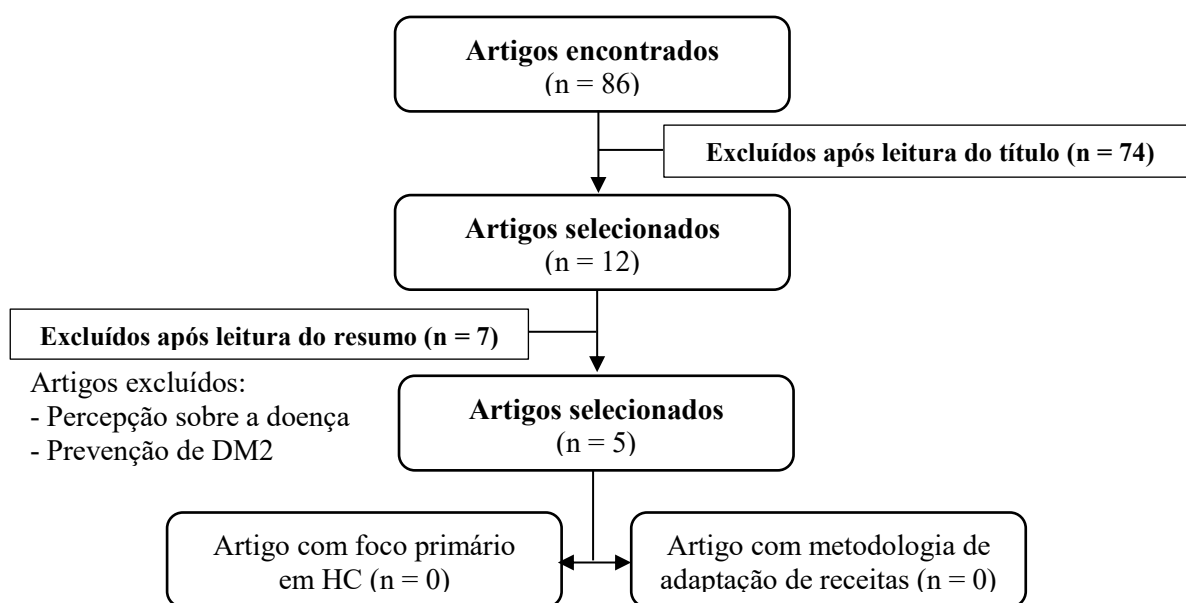 Artigos encontrados
(n = 86)
Excluídos após leitura do título (n = 74)
Artigos selecionados
(n = 12)
Excluídos após leitura do resumo (n = 7)
Artigos excluídos:
- Percepção sobre a doença
- Prevenção de DM2
Artigos selecionados
(n = 5)
Artigo com foco primário
em HC (n = 0)
Artigo com metodologia de
adaptação de receitas (n = 0)